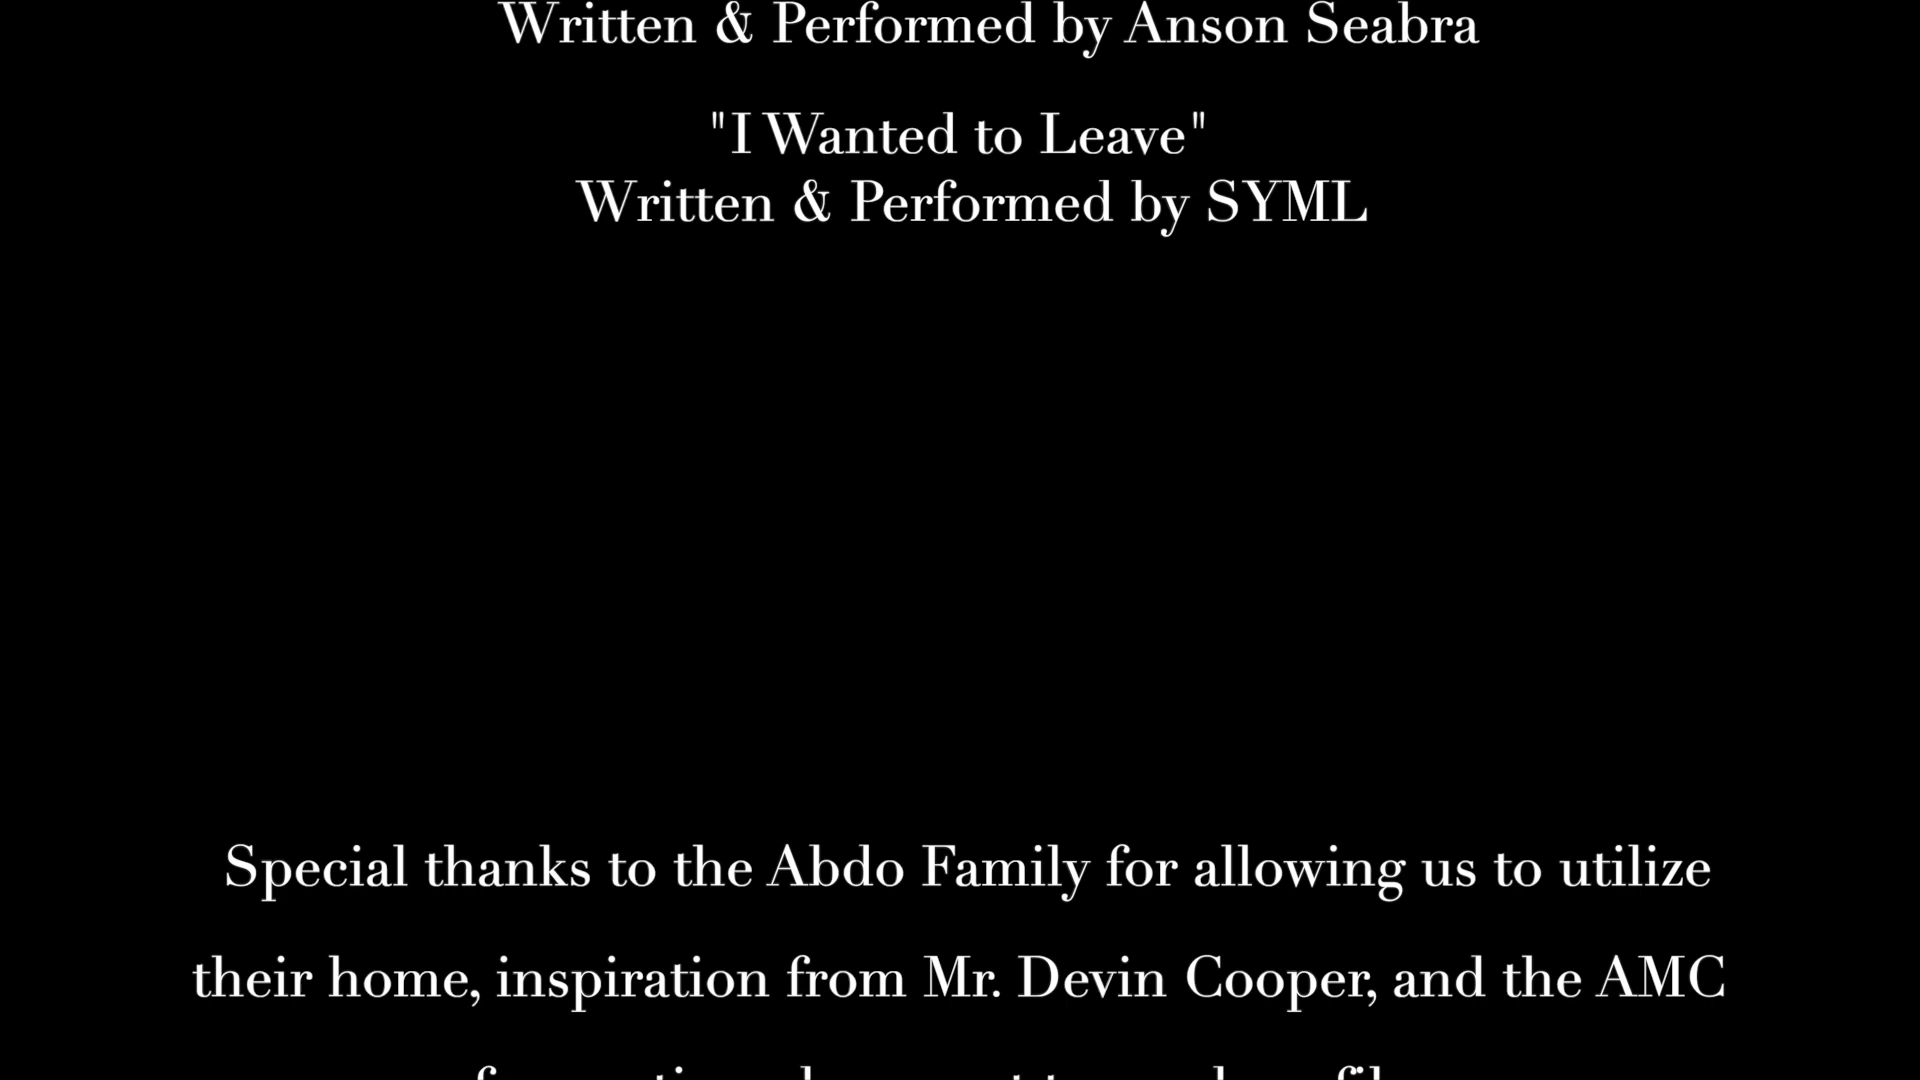 Written & Performed by Anson Seabra
"I Wanted to Leave"
Written & Performed by SYML
Special thanks to the Abdo Family for allowing us to utilize
their home, inspiration from Mr. Devin Cooper, and the AMC